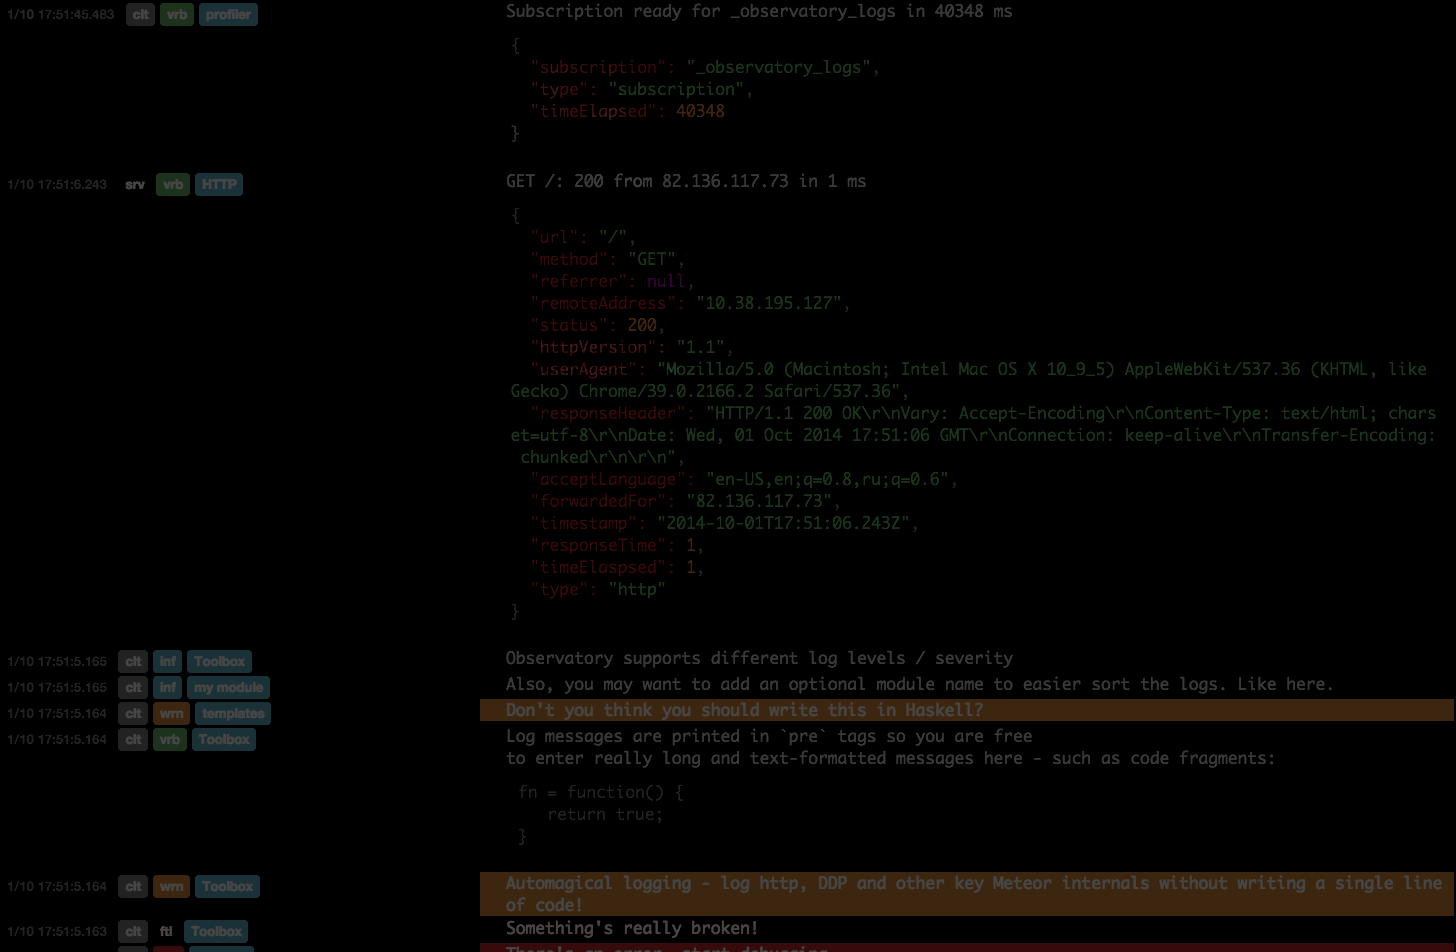 1/10 17:51:45.483 clt vrb profiler Subscription ready for _observatory_logs in 40348 ms
{
"subscription": "_observatory_logs",
"type": "subscription",
"timeElapsed": 40348
}
1/10 17:51:6.243 srv vrb HTTP GET /: 200 from 82.136.117.73 in 1 ms
{
"url": "/",
"method": "GET",
"referrer": null,
"remoteAddress": "10.38.195.127",
"status": 200,
"httpVersion": "1.1",
"userAgent": "Mozilla/5.0 (Macintosh; Intel Mac OS X 10_9_5) AppleWebKit/537.36 (KHTML, like
Gecko) Chrome/39.0.2166.2 Safari/537.36",
"responseHeader": "HTTP/1.1 200 OK\r\nVary: Accept-Encoding\r\nContent-Type: text/html; chars
et=utf-8\r\nDate: Wed, 01 Oct 2014 17:51:06 GMT\r\nConnection: keep-alive\r\nTransfer-Encoding:
chunked\r\n\r\n",
"acceptLanguage": "en-US,en;q=0.8,ru;q=0.6",
"forwardedFor": "82.136.117.73",
"timestamp": "2014-10-01T17:51:06.243Z",
"responseTime": 1,
"timeElaspsed": 1,
"type": "http"
}
1/10 17:51:5.165 clt inf Toolbox Observatory supports different log levels / severity
1/10 17:51:5.165 clt inf my module Also, you may want to add an optional module name to easier sort the logs. Like here.
1/10 17:51:5.164 clt wrn templates Don't you think you should write this in Haskell?
1/10 17:51:5.164 clt vrb Toolbox Log messages are printed in `pre` tags so you are free
to enter really long and text-formatted messages here - such as code fragments:
fn = function() {
return true;
}
1/10 17:51:5.164 clt wrn Toolbox Automagical logging - log http, DDP and other key Meteor internals without writing a single line
of code!
1/10 17:51:5.163 clt ftl Toolbox Something's really broken!
There's an error, start debugging